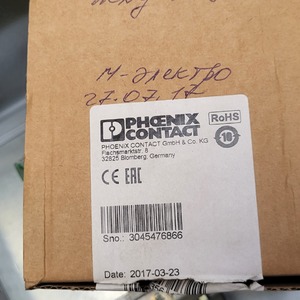 м-электро
27.07.17
PHOENIX
CONTACT
RoHS
PHOENIX CONTACT GmbH & Co. KG
Flachsmarktstr. 8
32825 Blomberg, Germany
CE EAC
Sno.: 3045476866
Date: 2017-03-23